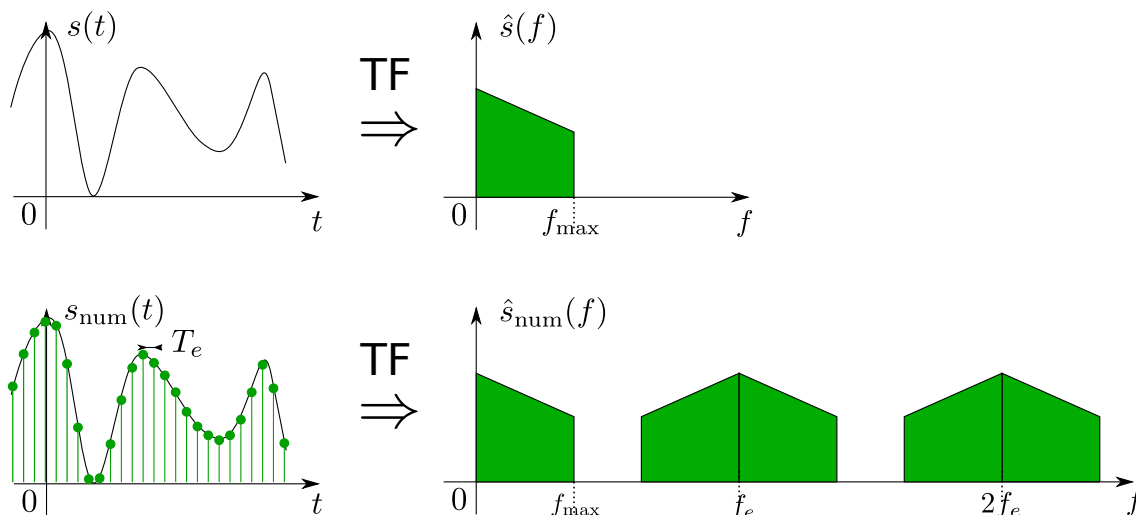 s(t)
TF
⇒
ŝ(f)
0
t
0
f_max
f
s_num(t)
T_e
TF
⇒
ŝ_num(f)
0
t
0
f_max
f_e
2f_e
f